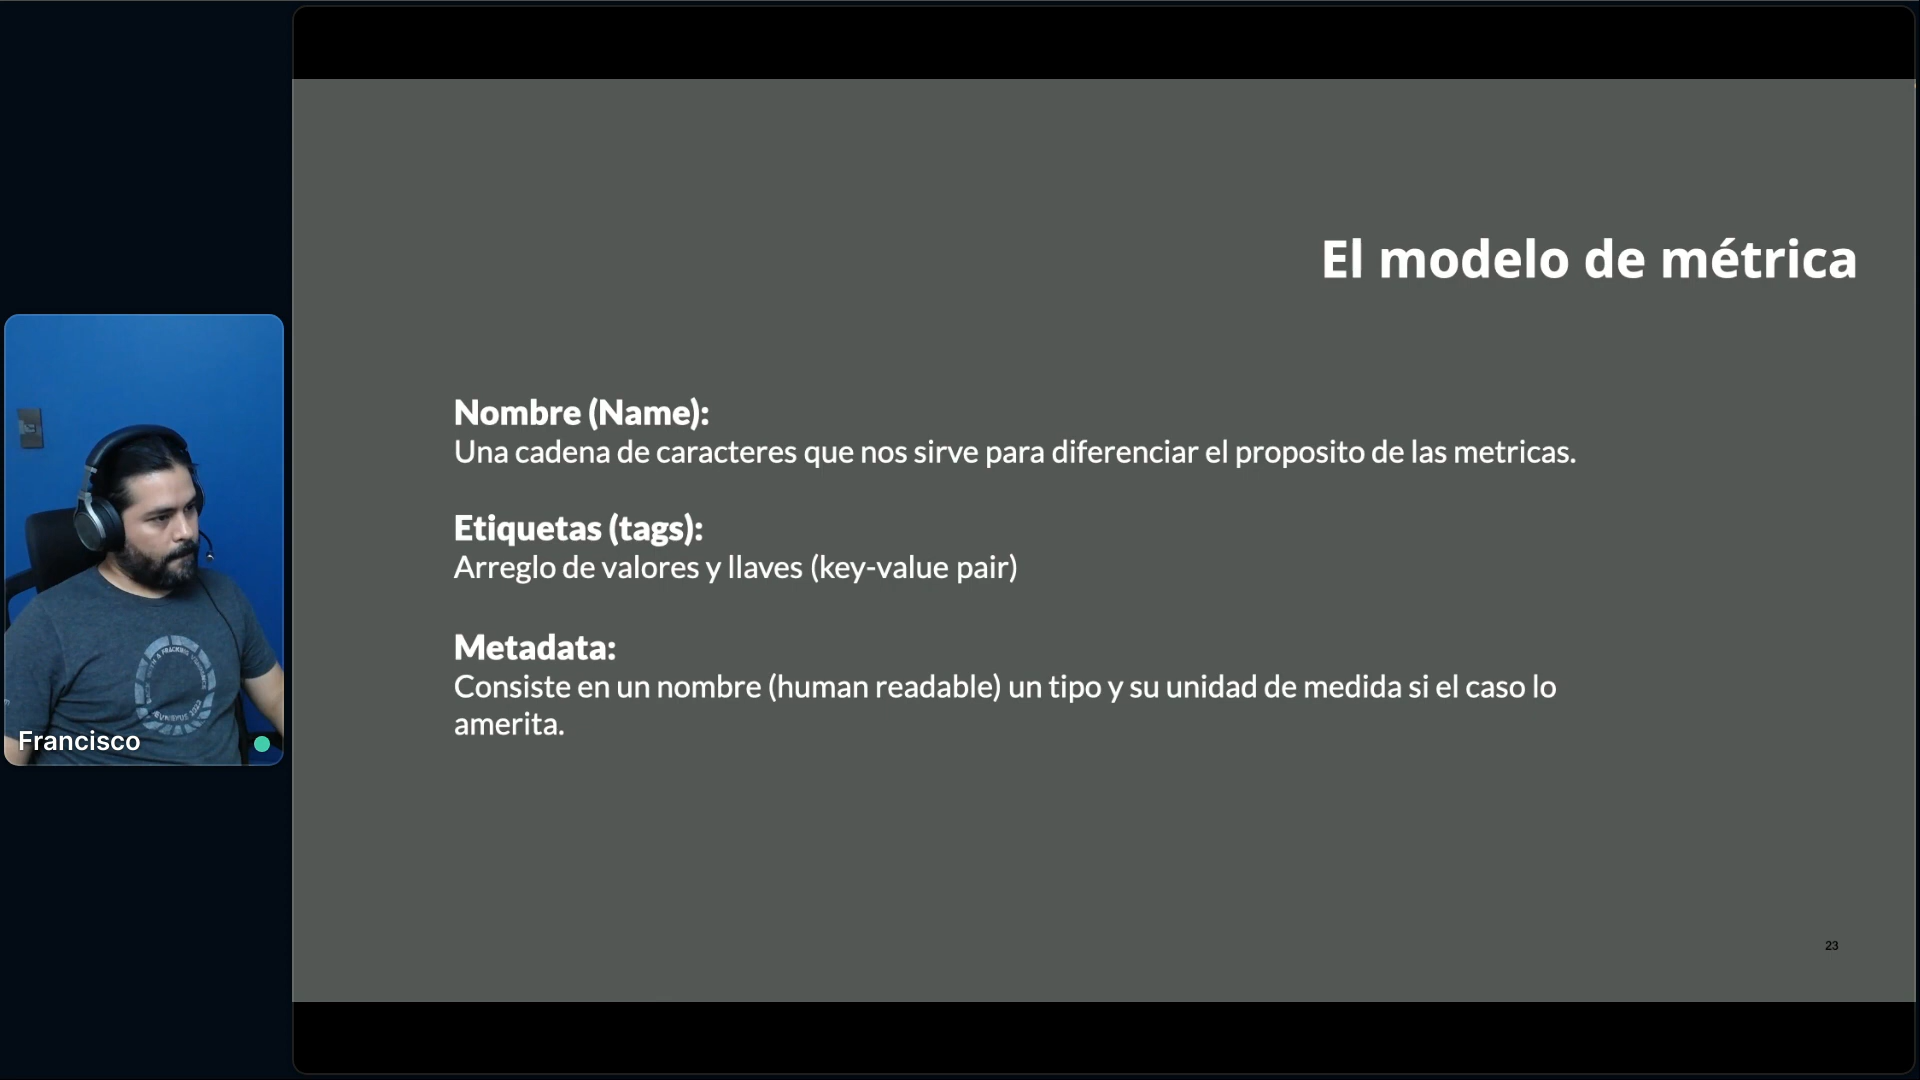 El modelo de métrica
Nombre (Name):
Una cadena de caracteres que nos sirve para diferenciar el proposito de las metricas.
Etiquetas (tags):
Arreglo de valores y llaves (key-value pair)
Metadata:
Consiste en un nombre (human readable) un tipo y su unidad de medida si el caso lo
amerita.
Francisco
23